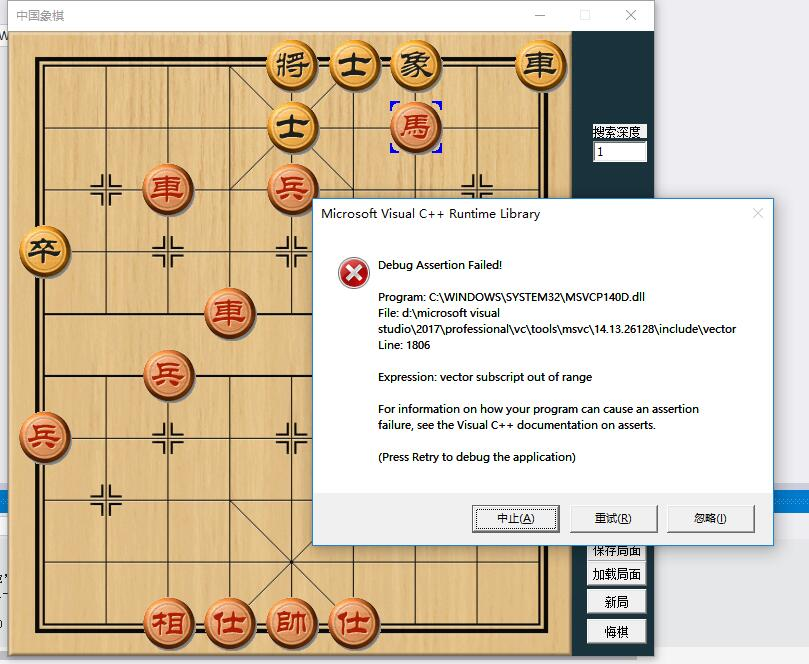 中国象棋
將 士 象 車
士 馬
搜索深度
1
車 兵
卒
車
兵
兵
Microsoft Visual C++ Runtime Library
Debug Assertion Failed!
Program: C:\WINDOWS\SYSTEM32\MSVCP140D.dll
File: d:\microsoft visual
studio\2017\professional\vc\tools\msvc\14.13.26128\include\vector
Line: 1806
Expression: vector subscript out of range
For information on how your program can cause an assertion
failure, see the Visual C++ documentation on asserts.
(Press Retry to debug the application)
中止(A) 重试(R) 忽略(I)
保存局面
加载局面
新局
悔棋
相 仕 帥 仕